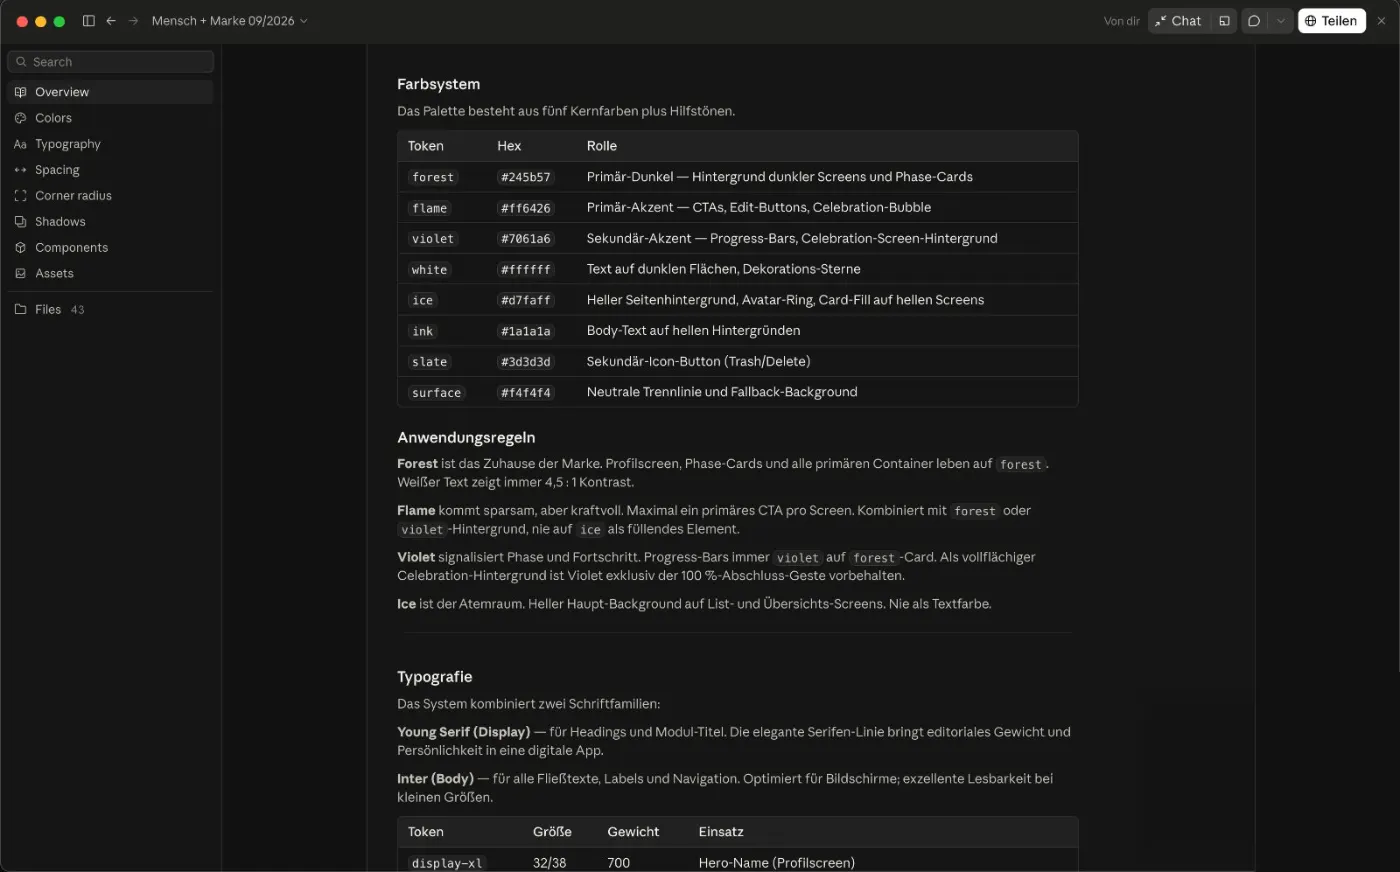 Mensch + Marke 09/2026
Von dir
Chat
Teilen
Search
Overview
Colors
Aa Typography
Spacing
Corner radius
Shadows
Components
Assets
Files 43
Farbsystem
Das Palette besteht aus fünf Kernfarben plus Hilfstönen.
Token Hex Rolle
forest #245b57 Primär-Dunkel — Hintergrund dunkler Screens und Phase-Cards
flame #ff6426 Primär-Akzent — CTAs, Edit-Buttons, Celebration-Bubble
violet #7061a6 Sekundär-Akzent — Progress-Bars, Celebration-Screen-Hintergrund
white #ffffff Text auf dunklen Flächen, Dekorations-Sterne
ice #d7faff Heller Seitenhintergrund, Avatar-Ring, Card-Fill auf hellen Screens
ink #1a1a1a Body-Text auf hellen Hintergründen
slate #3d3d3d Sekundär-Icon-Button (Trash/Delete)
surface #f4f4f4 Neutrale Trennlinie und Fallback-Background
Anwendungsregeln
Forest ist das Zuhause der Marke. Profilscreen, Phase-Cards und alle primären Container leben auf forest.
Weißer Text zeigt immer 4,5 : 1 Kontrast.
Flame kommt sparsam, aber kraftvoll. Maximal ein primäres CTA pro Screen. Kombiniert mit forest oder
violet-Hintergrund, nie auf ice als füllendes Element.
Violet signalisiert Phase und Fortschritt. Progress-Bars immer violet auf forest-Card. Als vollflächiger
Celebration-Hintergrund ist Violet exklusiv der 100 %-Abschluss-Geste vorbehalten.
Ice ist der Atemraum. Heller Haupt-Background auf List- und Übersichts-Screens. Nie als Textfarbe.
Typografie
Das System kombiniert zwei Schriftfamilien:
Young Serif (Display) — für Headings und Modul-Titel. Die elegante Serifen-Linie bringt editoriales Gewicht und
Persönlichkeit in eine digitale App.
Inter (Body) — für alle Fließtexte, Labels und Navigation. Optimiert für Bildschirme; exzellente Lesbarkeit bei
kleinen Größen.
Token Größe Gewicht Einsatz
display-xl 32/38 700 Hero-Name (Profilscreen)